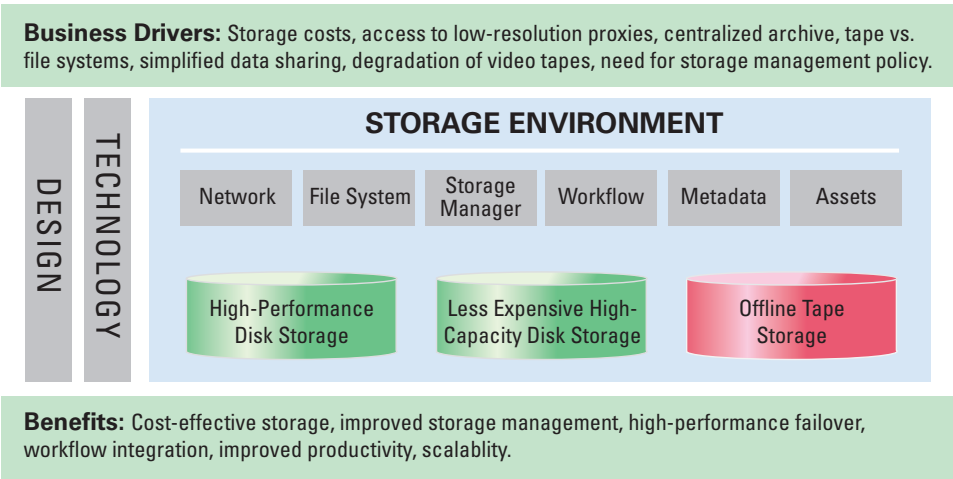 Business Drivers: Storage costs, access to low-resolution proxies, centralized archive, tape vs.
file systems, simplified data sharing, degradation of video tapes, need for storage management policy.
DESIGN
TECHNOLOGY
STORAGE ENVIRONMENT
Network
File System
Storage
Manager
Workflow
Metadata
Assets
High-Performance
Disk Storage
Less Expensive High-
Capacity Disk Storage
Offline Tape
Storage
Benefits: Cost-effective storage, improved storage management, high-performance failover,
workflow integration, improved productivity, scalablity.